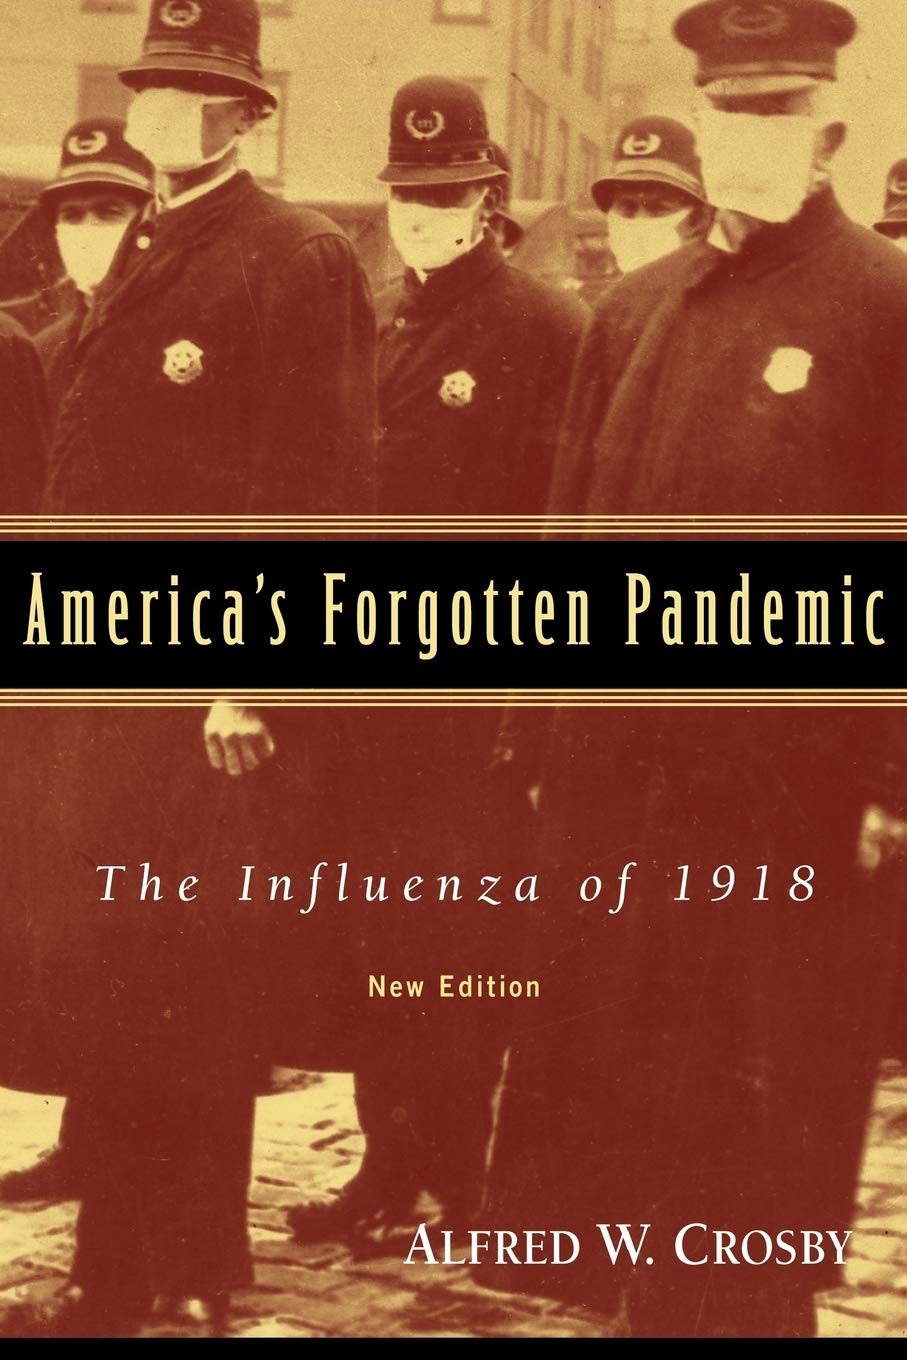 America's Forgotten Pandemic
The Influenza of 1918
New Edition
ALFRED W. CROSBY